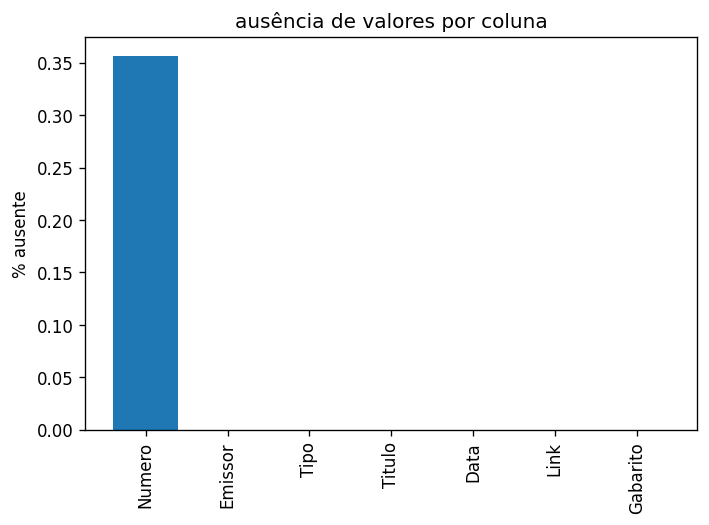 ausência de valores por coluna
% ausente
0.35
0.30
0.25
0.20
0.15
0.10
0.05
0.00
Numero
Emissor
Tipo
Titulo
Data
Link
Gabarito